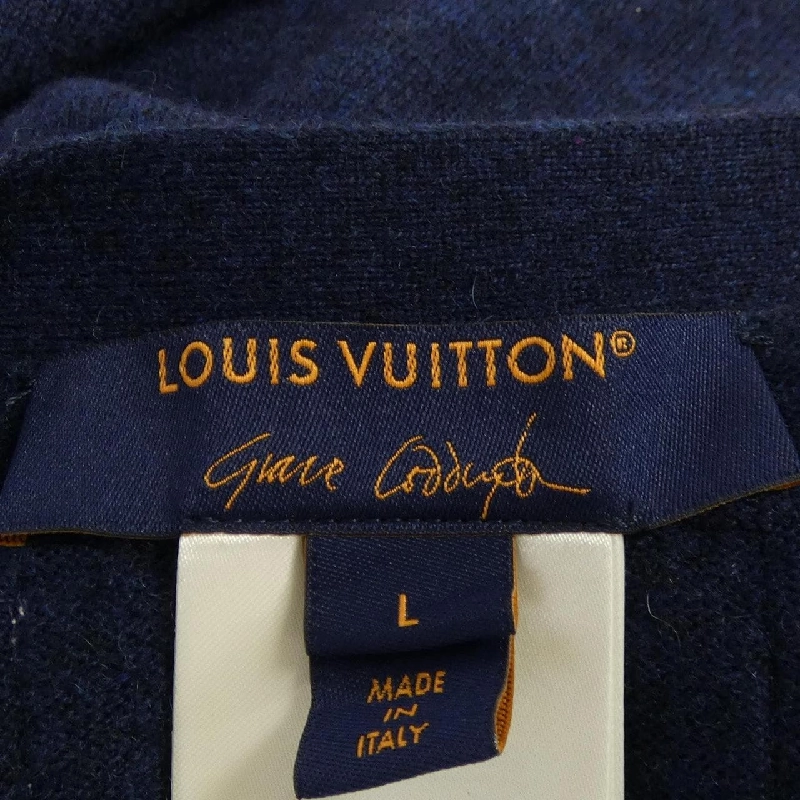 LOUIS VUITTON®
Grace Coddington
L
MADE
IN
ITALY